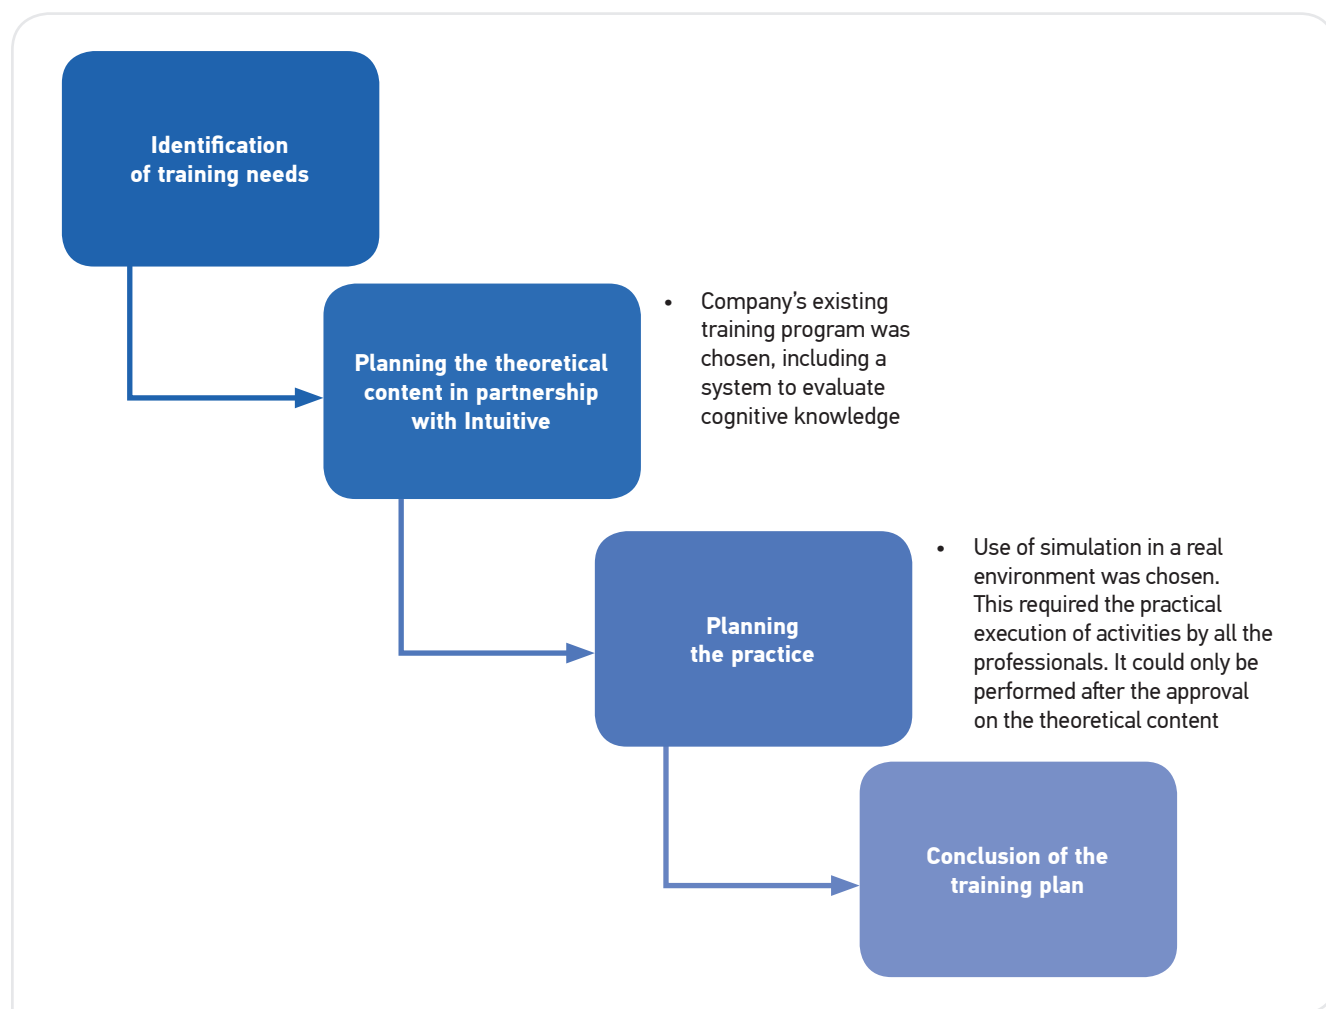 Identification
of training needs
Planning the theoretical
content in partnership
with Intuitive
• Company’s existing
training program was
chosen, including a
system to evaluate
cognitive knowledge
Planning
the practice
• Use of simulation in a real
environment was chosen.
This required the practical
execution of activities by all the
professionals. It could only be
performed after the approval
on the theoretical content
Conclusion of the
training plan